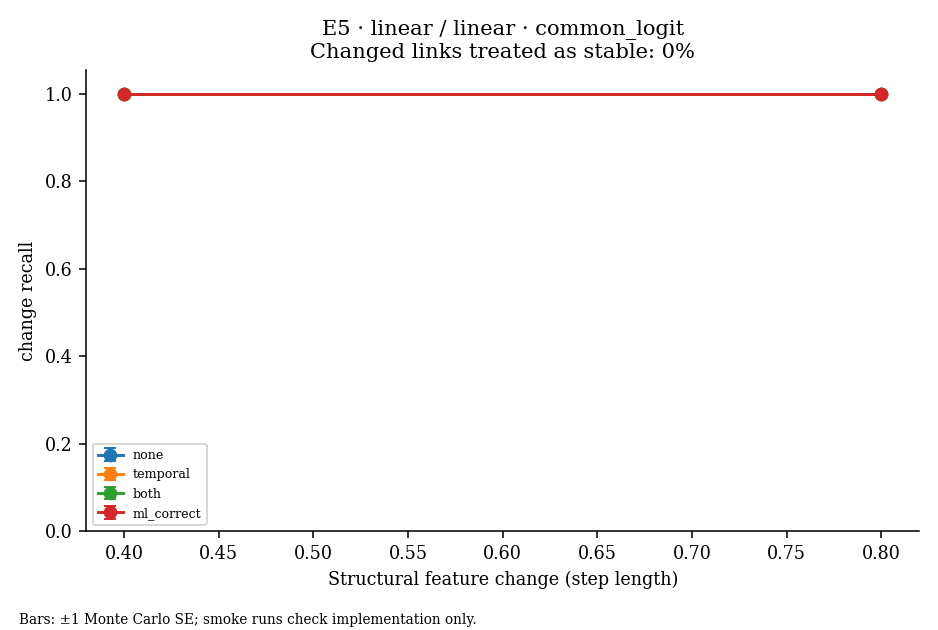 E5 · linear / linear · common_logit
Changed links treated as stable: 0%
change recall
1.0
0.8
0.6
0.4
0.2
0.0
none
temporal
both
ml_correct
0.40 0.45 0.50 0.55 0.60 0.65 0.70 0.75 0.80
Structural feature change (step length)
Bars: ±1 Monte Carlo SE; smoke runs check implementation only.